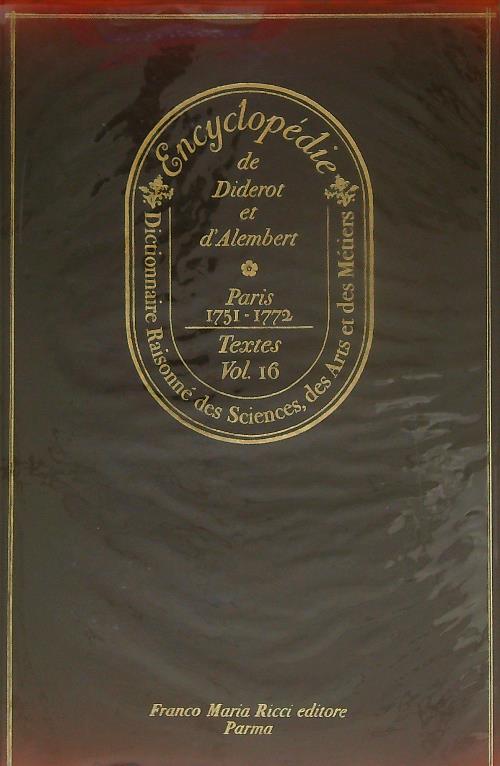 Encyclopédie
de
Diderot
et
d'Alembert
Paris
1751-1772
Textes
Vol. 16
Dictionnaire Raisonné des Sciences, des Arts et des Métiers
Franco Maria Ricci editore
Parma